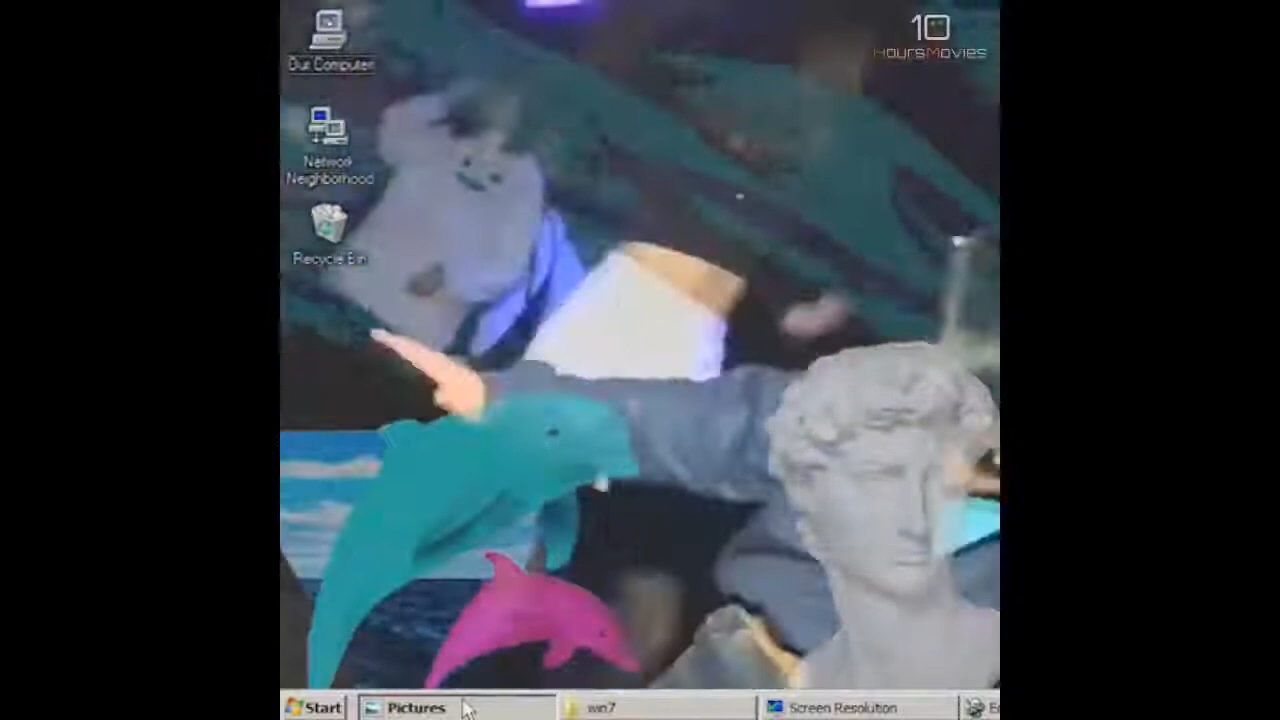 10
HoursMovies
Our Computer
Network
Neighborhood
Recycle Bin
Start
Pictures
win7
Screen Resolution